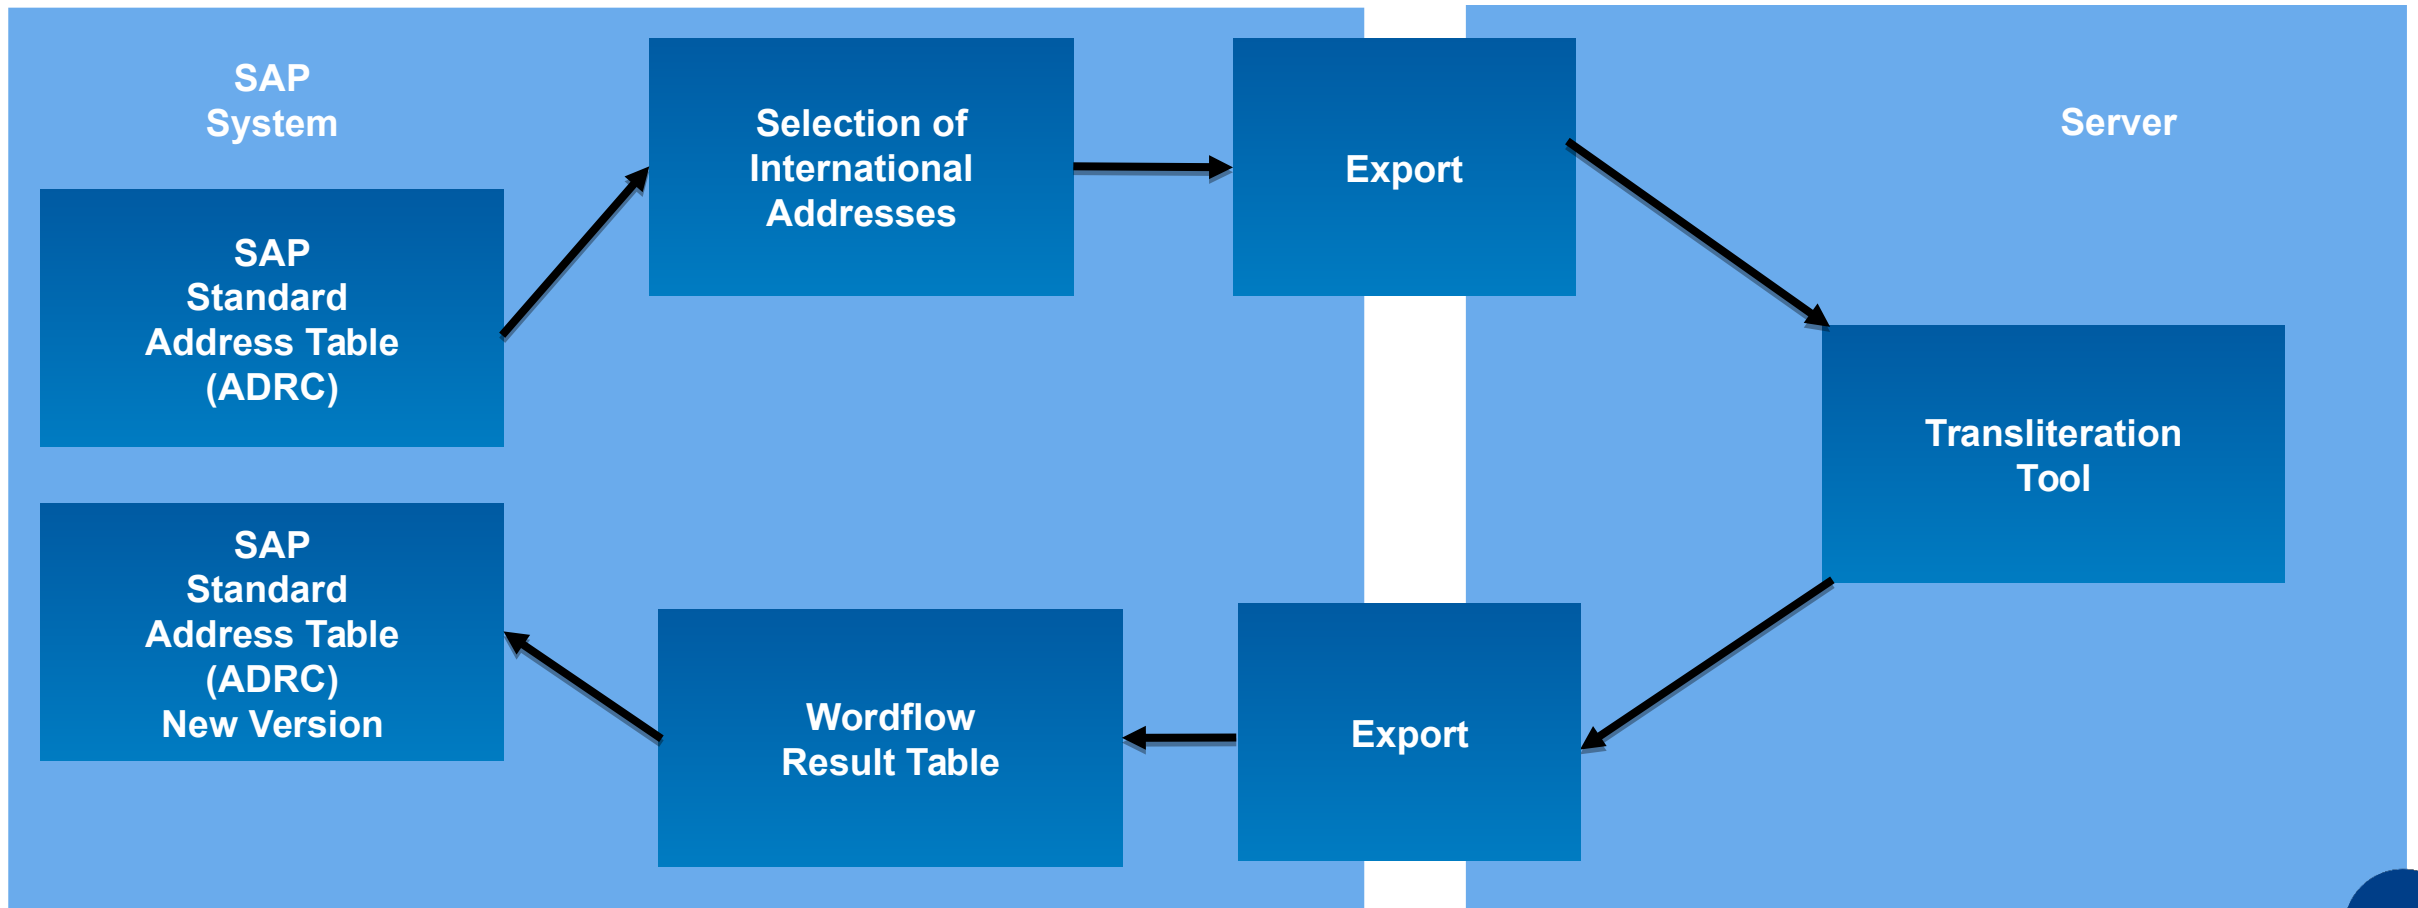 SAP
System
SAP
Standard
Address Table
(ADRC)
Selection of
International
Addresses
Export
Server
Transliteration
Tool
Export
Wordflow
Result Table
SAP
Standard
Address Table
(ADRC)
New Version